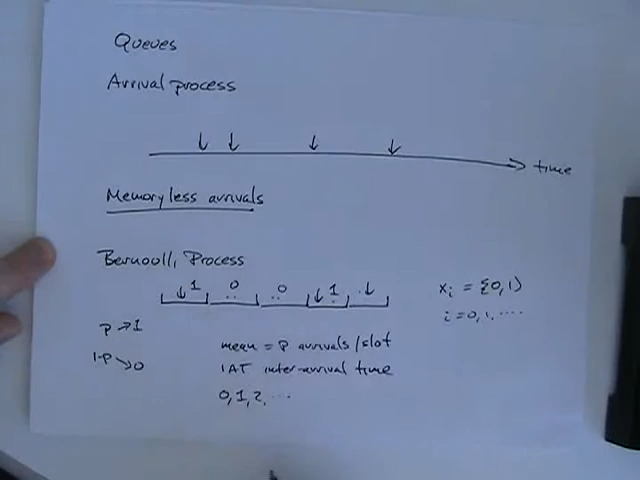 Queues
Arrival process
time
Memoryless arrivals
Bernoulli Process
1 0 0 1
xi = {0,1)
i=0,1,....
p → 1
1-p → 0
mean = p arrivals/slot
IAT inter-arrival time
0,1,2,...